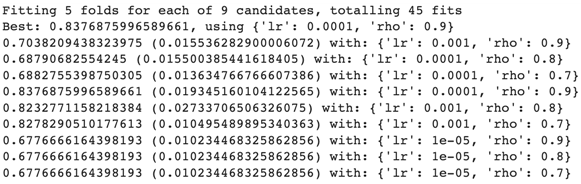 Fitting 5 folds for each of 9 candidates, totalling 45 fits
Best: 0.8376875996589661, using {'lr': 0.0001, 'rho': 0.9}
0.7038209438323975 (0.015536282900006072) with: {'lr': 0.001, 'rho': 0.9}
0.68790682554245 (0.015500385441618405) with: {'lr': 0.0001, 'rho': 0.8}
0.6882755398750305 (0.013634766766607386) with: {'lr': 0.0001, 'rho': 0.7}
0.8376875996589661 (0.019345160104122565) with: {'lr': 0.0001, 'rho': 0.9}
0.8232771158218384 (0.02733706506326075) with: {'lr': 0.001, 'rho': 0.8}
0.8278290510177613 (0.010495489895340363) with: {'lr': 0.001, 'rho': 0.7}
0.6776666164398193 (0.010234468325862856) with: {'lr': 1e-05, 'rho': 0.9}
0.6776666164398193 (0.010234468325862856) with: {'lr': 1e-05, 'rho': 0.8}
0.6776666164398193 (0.010234468325862856) with: {'lr': 1e-05, 'rho': 0.7}